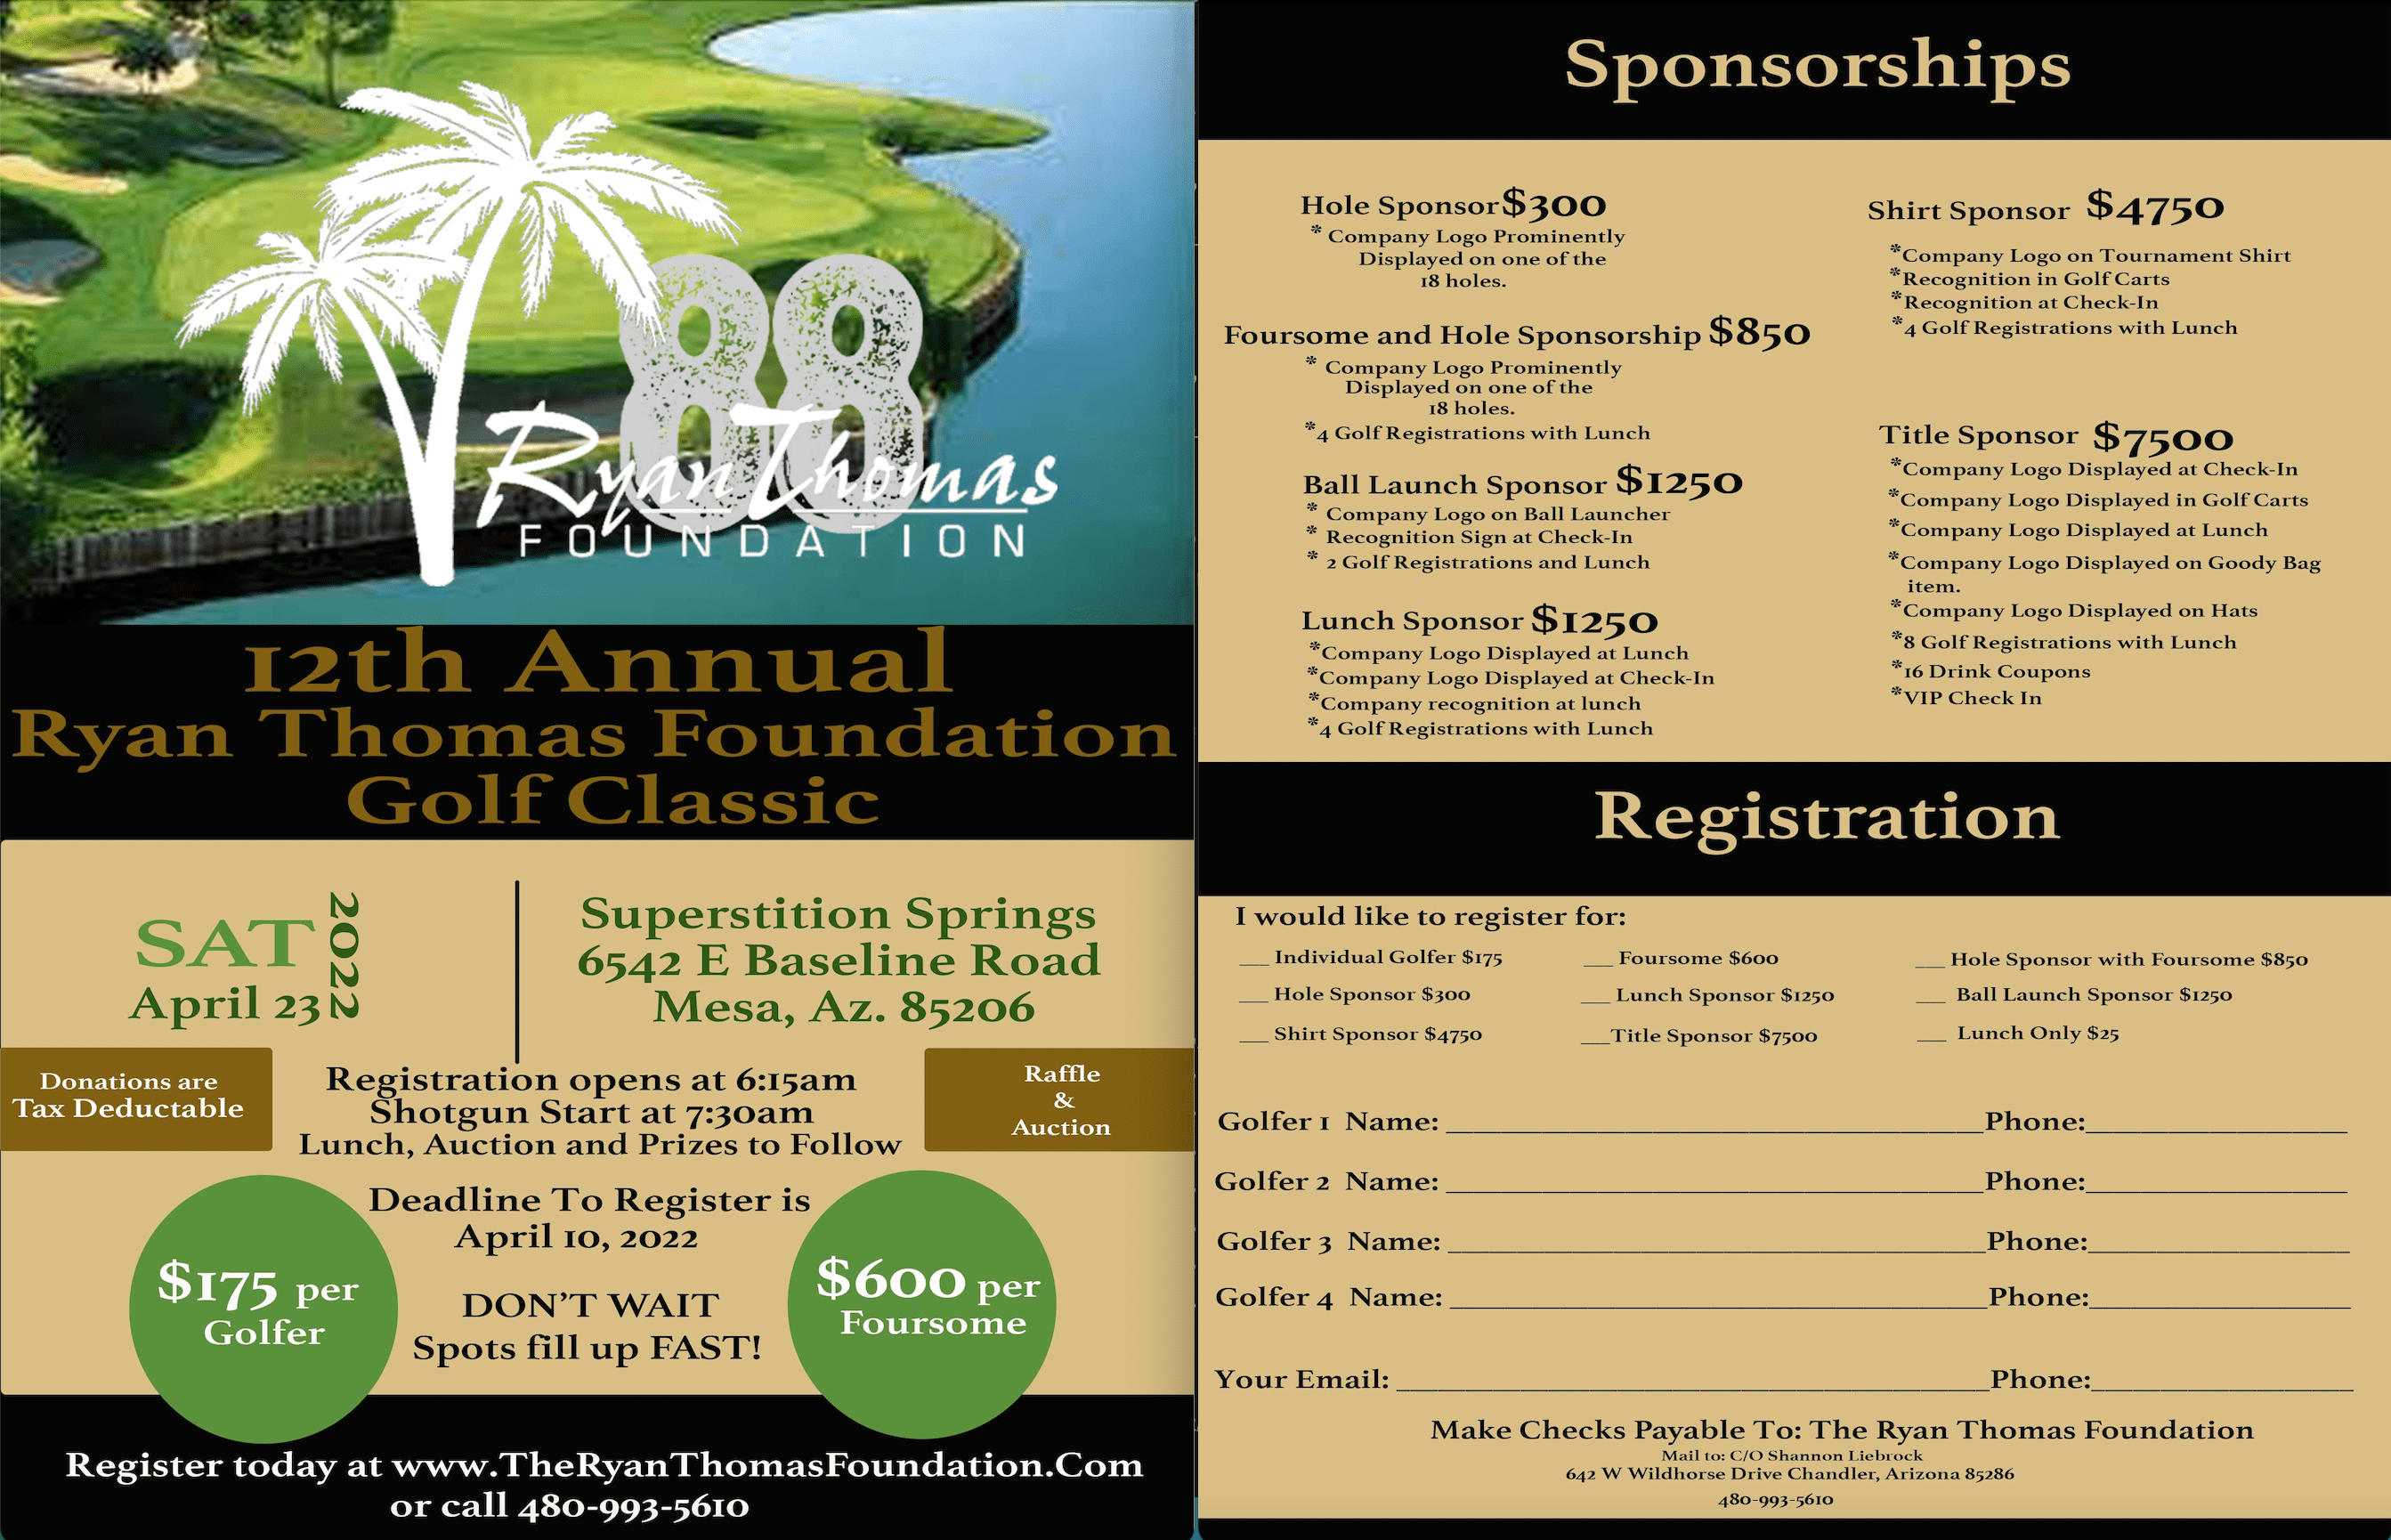 88
Ryan Thomas
FOUNDATION
12th Annual
Ryan Thomas Foundation
Golf Classic
SAT
April 23
2022
Superstition Springs
6542 E Baseline Road
Mesa, Az. 85206
Donations are
Tax Deductable
Registration opens at 6:15am
Shotgun Start at 7:30am
Lunch, Auction and Prizes to Follow
Raffle
&
Auction
Deadline To Register is
April 10, 2022
$175 per
Golfer
DON'T WAIT
Spots fill up FAST!
$600 per
Foursome
Register today at www.TheRyanThomasFoundation.Com
or call 480-993-5610
Sponsorships
Hole Sponsor $300
* Company Logo Prominently
Displayed on one of the
18 holes.
Foursome and Hole Sponsorship $850
* Company Logo Prominently
Displayed on one of the
18 holes.
*4 Golf Registrations with Lunch
Ball Launch Sponsor $1250
* Company Logo on Ball Launcher
* Recognition Sign at Check-In
* 2 Golf Registrations and Lunch
Lunch Sponsor $1250
*Company Logo Displayed at Lunch
*Company Logo Displayed at Check-In
*Company recognition at lunch
*4 Golf Registrations with Lunch
Shirt Sponsor $4750
*Company Logo on Tournament Shirt
*Recognition in Golf Carts
*Recognition at Check-In
*4 Golf Registrations with Lunch
Title Sponsor $7500
*Company Logo Displayed at Check-In
*Company Logo Displayed in Golf Carts
*Company Logo Displayed at Lunch
*Company Logo Displayed on Goody Bag
item.
*Company Logo Displayed on Hats
*8 Golf Registrations with Lunch
*16 Drink Coupons
*VIP Check In
Registration
I would like to register for:
___ Individual Golfer $175 ___ Foursome $600 ___ Hole Sponsor with Foursome $850
___ Hole Sponsor $300 ___ Lunch Sponsor $1250 ___ Ball Launch Sponsor $1250
___ Shirt Sponsor $4750 ___Title Sponsor $7500 ___ Lunch Only $25
Golfer 1 Name: ____________________Phone:____________________
Golfer 2 Name: ____________________Phone:____________________
Golfer 3 Name: ____________________Phone:____________________
Golfer 4 Name: ____________________Phone:____________________
Your Email: ____________________Phone:____________________
Make Checks Payable To: The Ryan Thomas Foundation
Mail to: C/O Shannon Liebrock
642 W Wildhorse Drive Chandler, Arizona 85286
480-993-5610